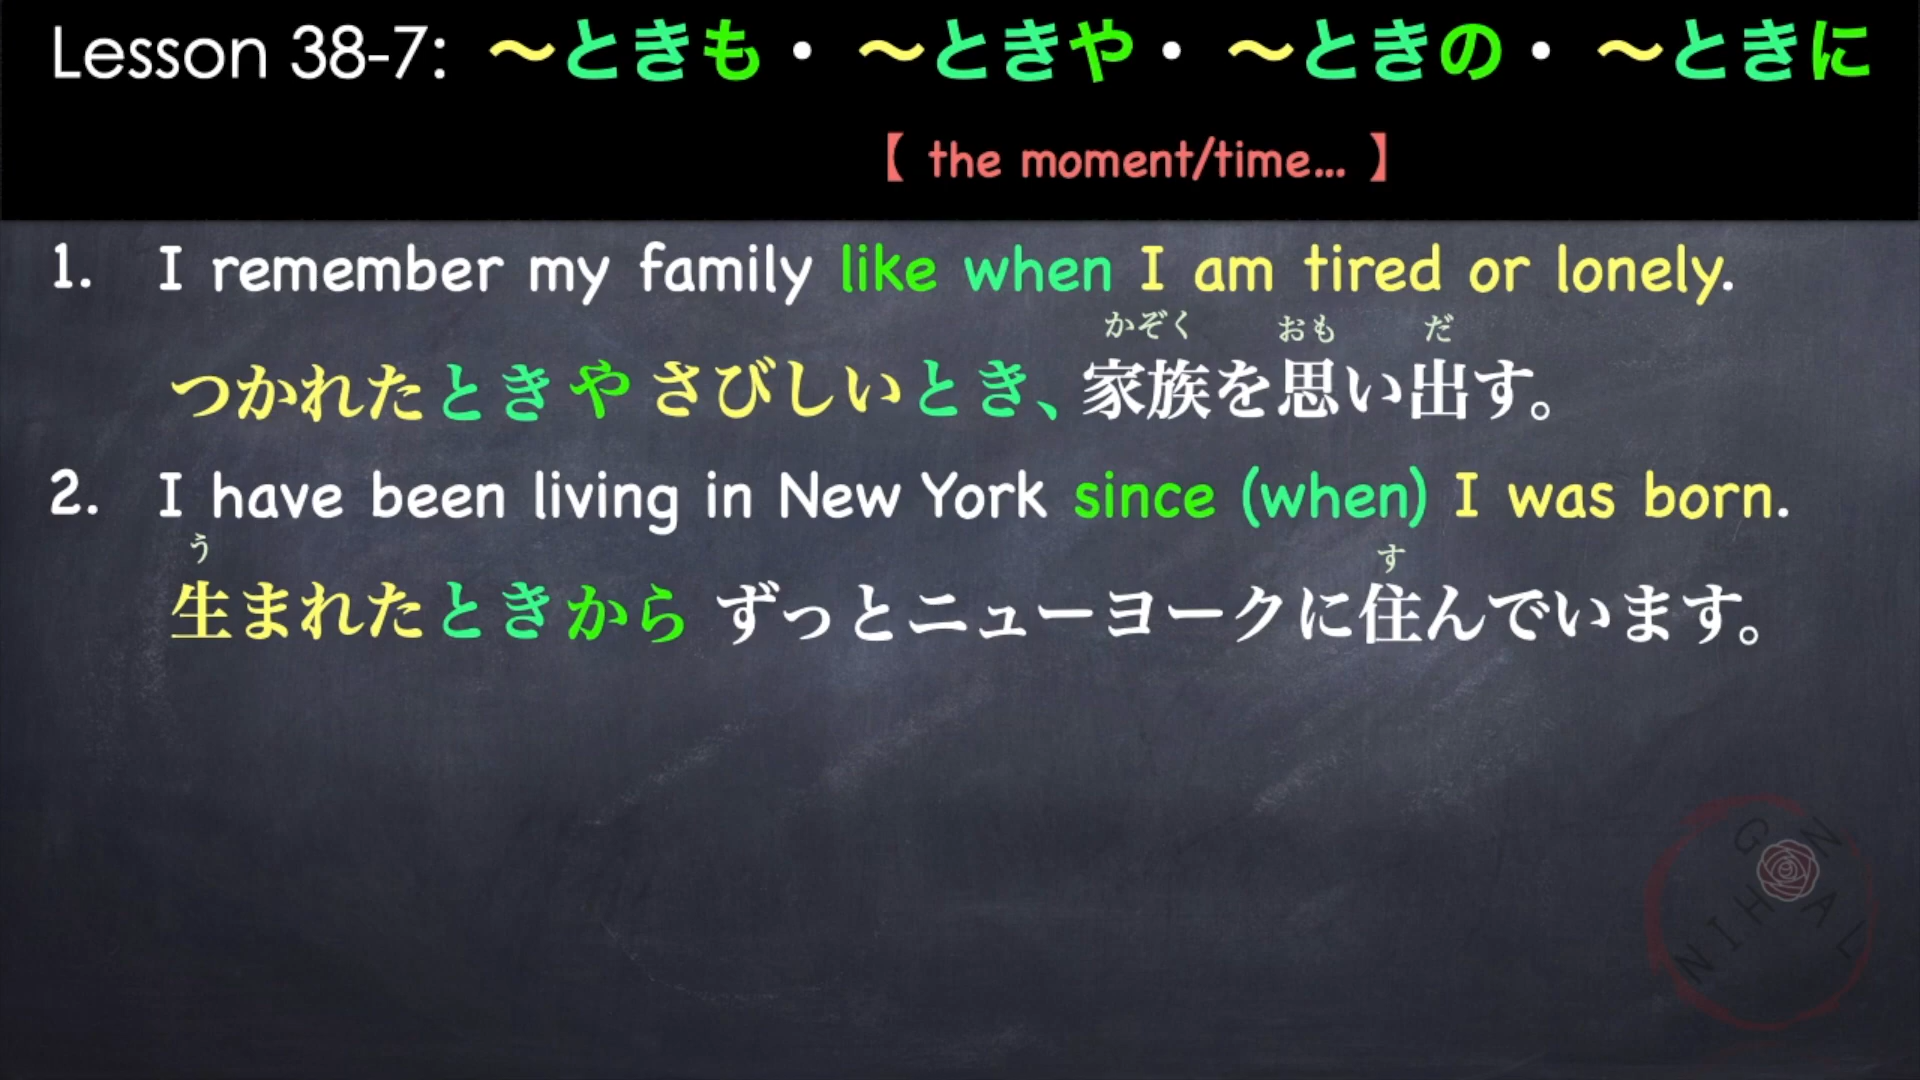 Lesson 38-7: ～ときも・～ときや・～ときの・～ときに
【 the moment/time... 】
1. I remember my family like when I am tired or lonely.
かぞく おも だ
つかれたときや さびしいとき、家族を思い出す。
2. I have been living in New York since (when) I was born.
う す
生まれたときから ずっとニューヨークに住んでいます。
NIHON GAL